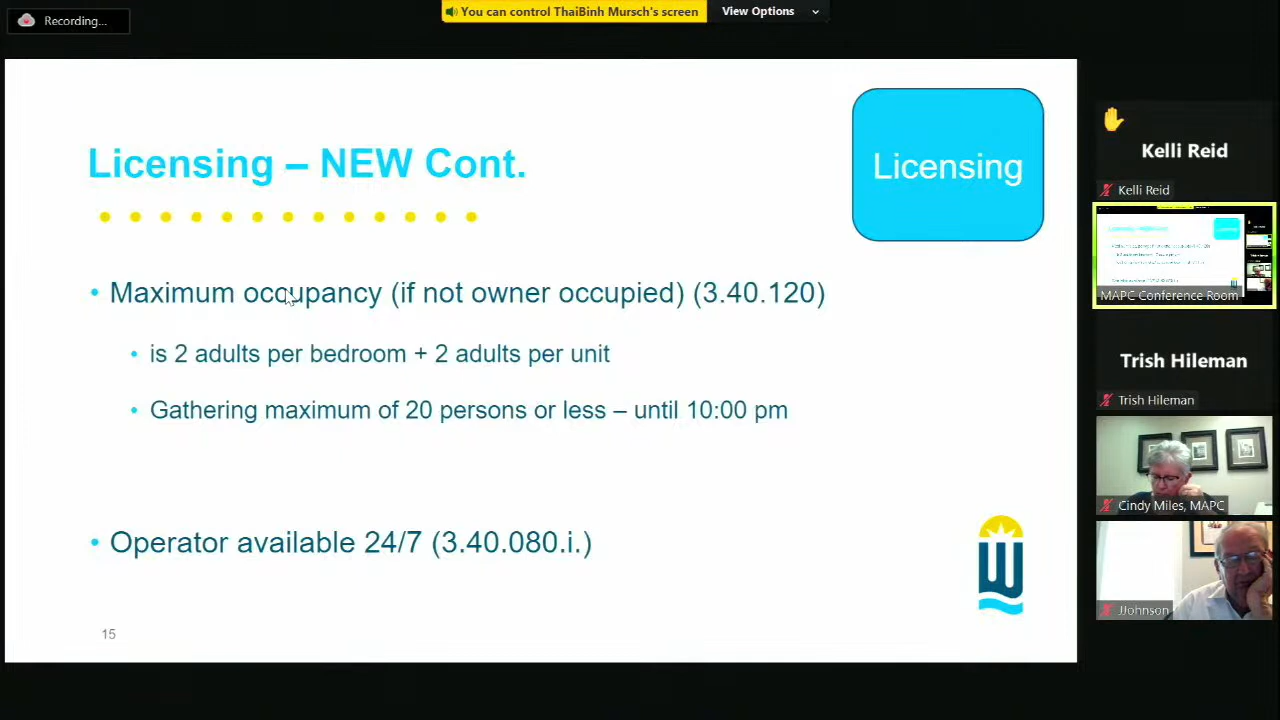 Recording...
You can control ThaiBinh Mursch's screen
View Options
Licensing – NEW Cont.
Licensing
• Maximum occupancy (if not owner occupied) (3.40.120)
• is 2 adults per bedroom + 2 adults per unit
• Gathering maximum of 20 persons or less – until 10:00 pm
• Operator available 24/7 (3.40.080.i.)
15
Kelli Reid
Kelli Reid
MAPC Conference Room
Trish Hileman
Trish Hileman
Cindy Miles, MAPC
JJohnson